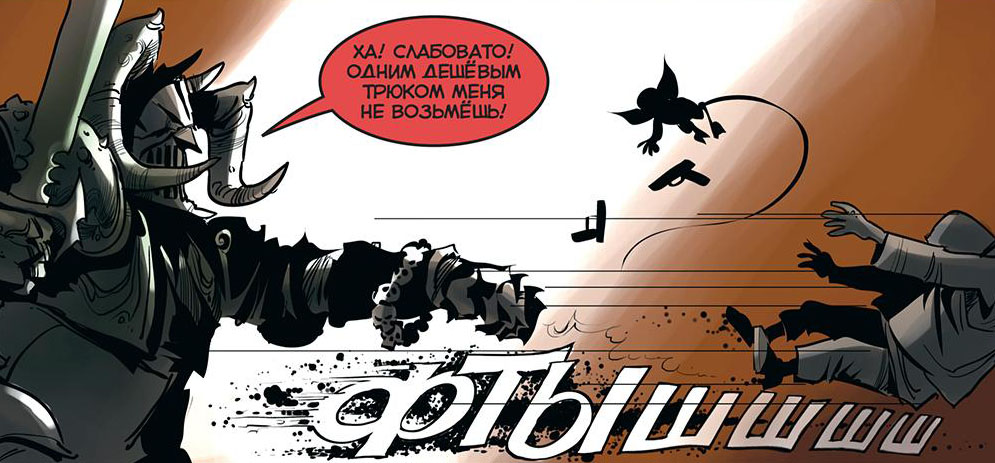 ХА! СЛАБОВАТО!
ОДНИМ ДЕШЁВЫМ
ТРЮКОМ МЕНЯ
НЕ ВОЗЬМЁШЬ!
ФТЫШШШШШ